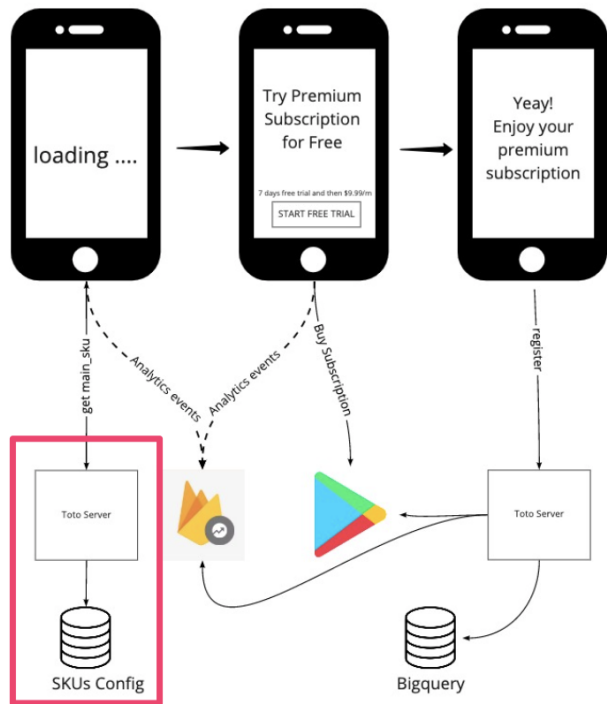 loading ....
Try Premium
Subscription
for Free
7 days free trial and then $9.99/m
START FREE TRIAL
Yeay!
Enjoy your
premium
subscription
get main_sku
Analytics events
Analytics events
Buy Subscription
register
Toto Server
Toto Server
SKUs Config
Bigquery